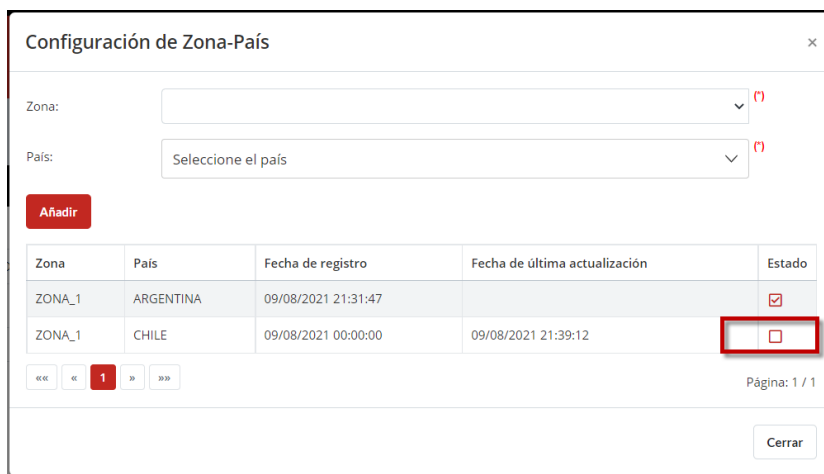 Configuración de Zona-País ×
Zona: (*)
País: Seleccione el país (*)
Añadir
Zona País Fecha de registro Fecha de última actualización Estado
ZONA_1 ARGENTINA 09/08/2021 21:31:47
ZONA_1 CHILE 09/08/2021 00:00:00 09/08/2021 21:39:12
«« « 1 » »» Página: 1 / 1
Cerrar